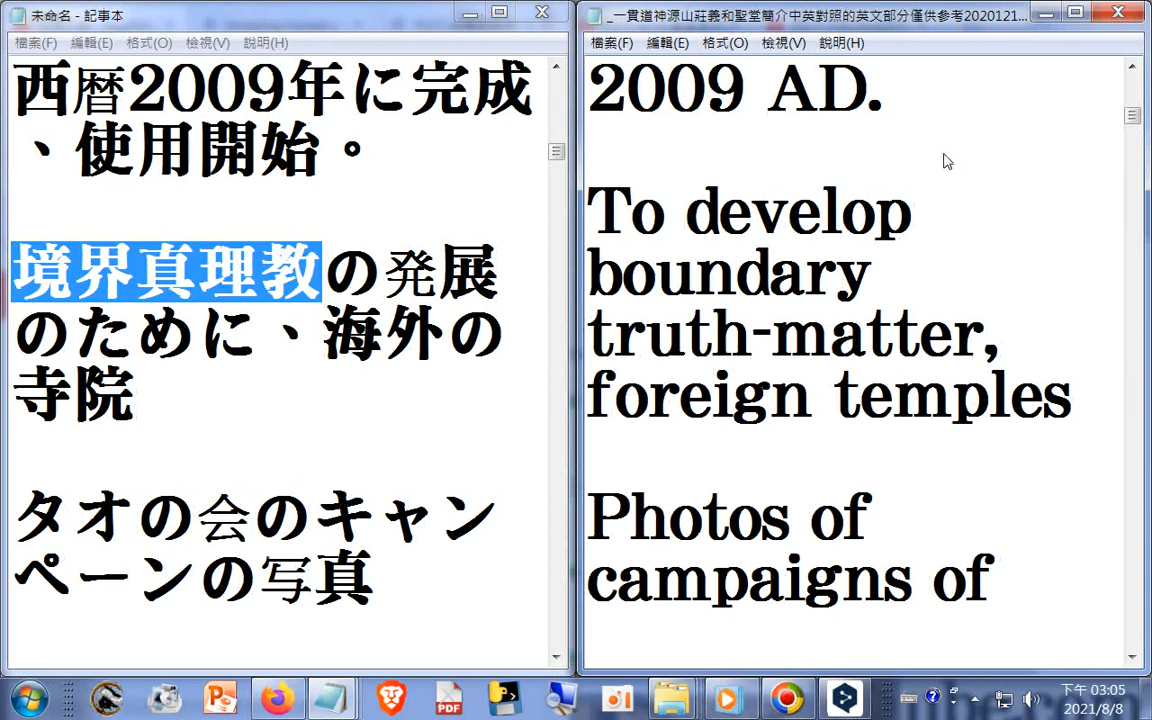 未命名 - 記事本
檔案(F) 編輯(E) 格式(O) 檢視(V) 說明(H)
西暦2009年に完成
、使用開始。
境界真理教の発展
のために、海外の
寺院
タオの会のキャン
ペーンの写真
_一貫道神源山莊義和聖堂簡介中英對照的英文部分僅供參考2020121...
檔案(F) 編輯(E) 格式(O) 檢視(V) 說明(H)
2009 AD.
To develop
boundary
truth-matter,
foreign temples
Photos of
campaigns of
PDF
下午 03:05
2021/8/8